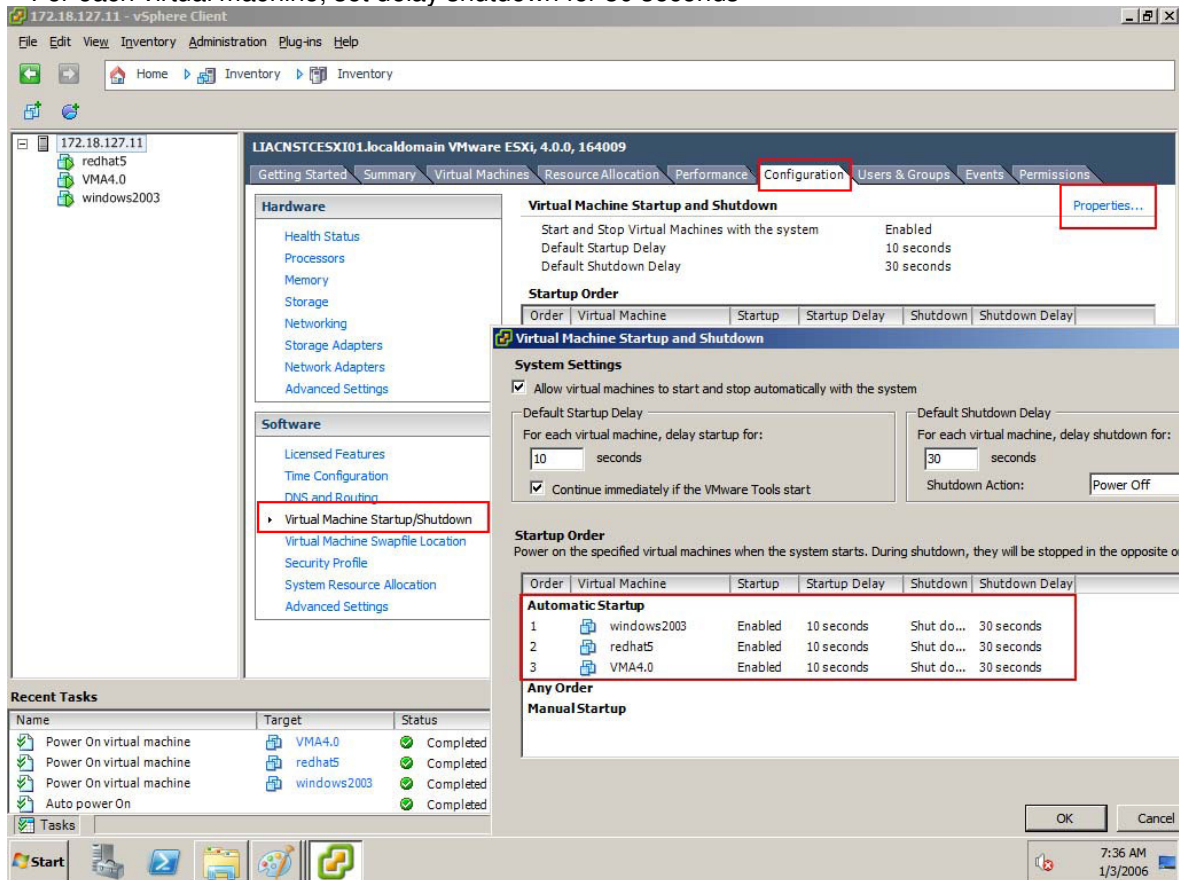 For each virtual machine, set delay shutdown for 30 seconds
172.18.127.11 - vSphere Client
File Edit View Inventory Administration Plug-ins Help
Home Inventory Inventory
172.18.127.11
redhat5
VMA4.0
windows2003
LIACNSTCESXI01.localdomain VMware ESXi, 4.0.0, 164009
Getting Started Summary Virtual Machines Resource Allocation Performance Configuration Users & Groups Events Permissions
Hardware
Health Status
Processors
Memory
Storage
Networking
Storage Adapters
Network Adapters
Advanced Settings
Software
Licensed Features
Time Configuration
DNS and Routing
Virtual Machine Startup/Shutdown
Virtual Machine Swapfile Location
Security Profile
System Resource Allocation
Advanced Settings
Virtual Machine Startup and Shutdown
Properties...
Start and Stop Virtual Machines with the system Enabled
Default Startup Delay 10 seconds
Default Shutdown Delay 30 seconds
Startup Order
Order Virtual Machine Startup Startup Delay Shutdown Shutdown Delay
Virtual Machine Startup and Shutdown
System Settings
Allow virtual machines to start and stop automatically with the system
Default Startup Delay
For each virtual machine, delay startup for:
10 seconds
Continue immediately if the VMware Tools start
Default Shutdown Delay
For each virtual machine, delay shutdown for:
30 seconds
Shutdown Action: Power Off
Startup Order
Power on the specified virtual machines when the system starts. During shutdown, they will be stopped in the opposite o
Order Virtual Machine Startup Startup Delay Shutdown Shutdown Delay
Automatic Startup
1 windows2003 Enabled 10 seconds Shut do... 30 seconds
2 redhat5 Enabled 10 seconds Shut do... 30 seconds
3 VMA4.0 Enabled 10 seconds Shut do... 30 seconds
Any Order
Manual Startup
OK Cancel
Recent Tasks
Name Target Status
Power On virtual machine VMA4.0 Completed
Power On virtual machine redhat5 Completed
Power On virtual machine windows2003 Completed
Auto power On Completed
Tasks
Start
7:36 AM
1/3/2006